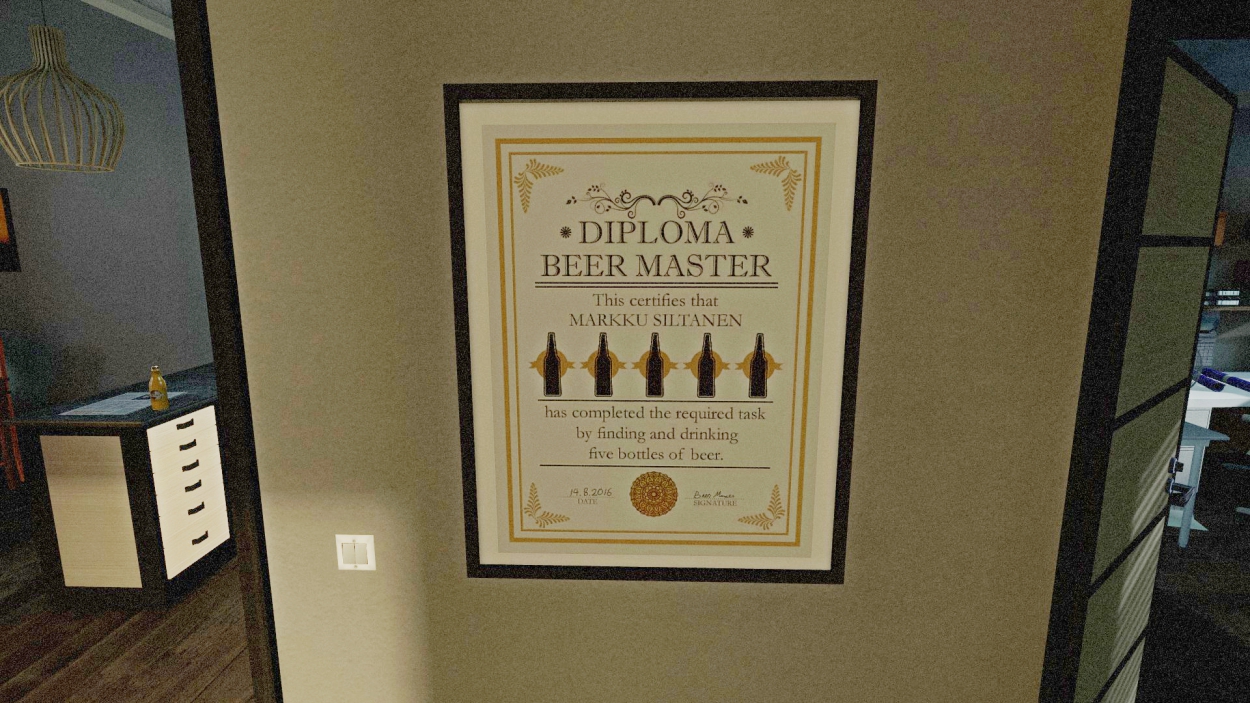 DIPLOMA
BEER MASTER
This certifies that
MARKKU SILTANEN
has completed the required task
by finding and drinking
five bottles of beer.
19.8.2016
DATE
SIGNATURE